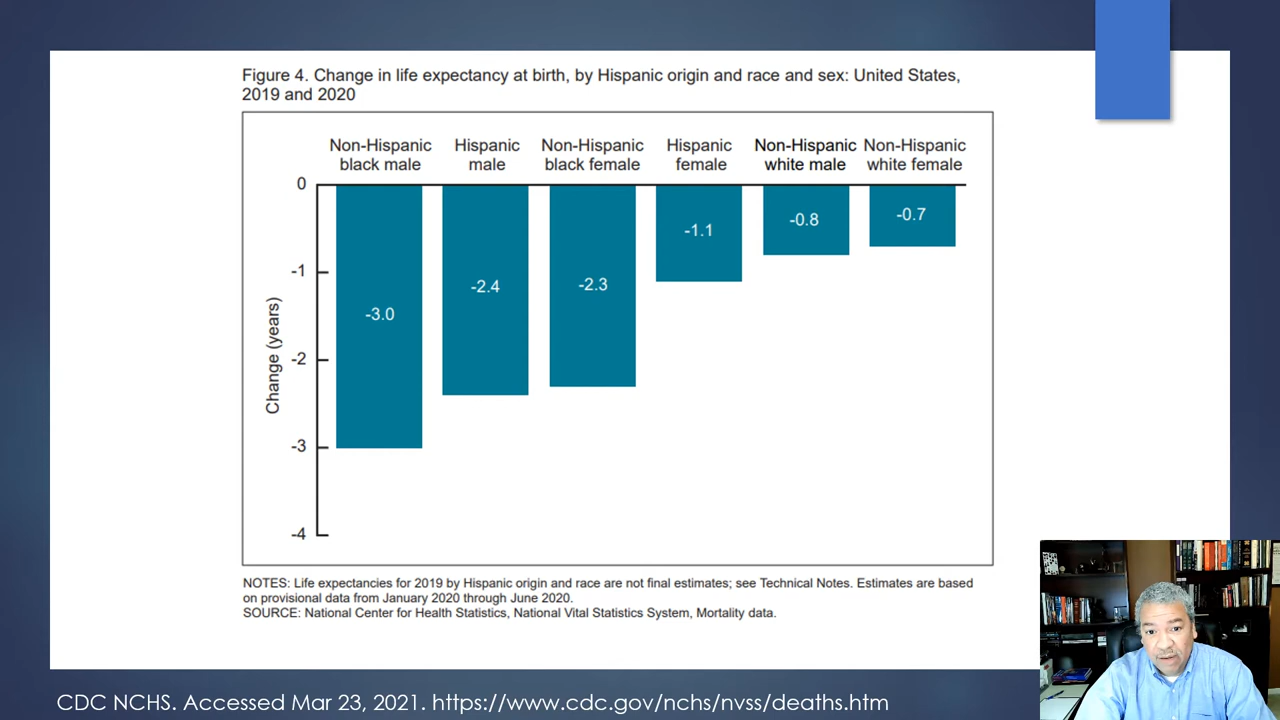 Figure 4. Change in life expectancy at birth, by Hispanic origin and race and sex: United States,
2019 and 2020
Non-Hispanic black male
Hispanic male
Non-Hispanic black female
Hispanic female
Non-Hispanic white male
Non-Hispanic white female
0
-1
-2
-3
-4
Change (years)
-3.0
-2.4
-2.3
-1.1
-0.8
-0.7
NOTES: Life expectancies for 2019 by Hispanic origin and race are not final estimates; see Technical Notes. Estimates are based
on provisional data from January 2020 through June 2020.
SOURCE: National Center for Health Statistics, National Vital Statistics System, Mortality data.
CDC NCHS. Accessed Mar 23, 2021. https://www.cdc.gov/nchs/nvss/deaths.htm